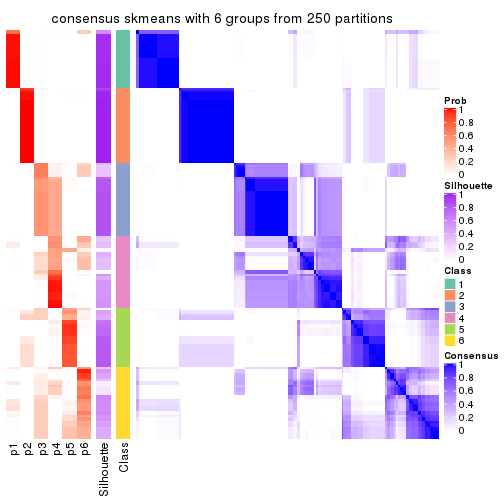 consensus skmeans with 6 groups from 250 partitions
Prob
1
0.8
0.6
0.4
0.2
0
Silhouette
1
0.8
0.6
0.4
0.2
0
Class
1
2
3
4
5
6
Consensus
1
0.8
0.6
0.4
0.2
0
p1
p2
p3
p4
p5
p6
Silhouette
Class